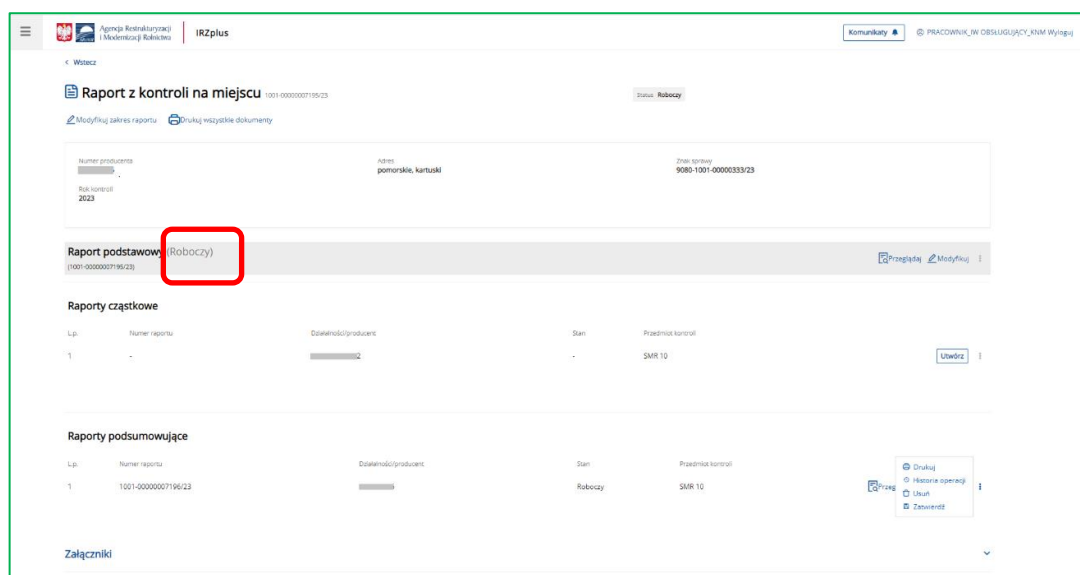 Agencja Restrukturyzacji
i Modernizacji Rolnictwa
IRZplus
Komunikaty
PRACOWNIK_IW OBSŁUGUJĄCY_KNM Wyloguj
< Wstecz
Raport z kontroli na miejscu 1001-00000007195/23
Status Roboczy
Modyfikuj zakres raportu Drukuj wszystkie dokumenty
Numer producenta Adres Znak sprawy
pomorskie, kartuski 9080-1001-00000333/23
Rok kontroli
2023
Raport podstawowy (Roboczy)
(1001-00000007195/23)
Przeglądaj Modyfikuj
Raporty cząstkowe
L.p. Numer raportu Działalności/producent Stan Przedmiot kontroli
1 - 2 - SMR 10 Utwórz
Raporty podsumowujące
L.p. Numer raportu Działalności/producent Stan Przedmiot kontroli
1 1001-00000007196/23 Roboczy SMR 10 Przeg
Drukuj
Historia operacji
Usuń
Zatwierdź
Załączniki